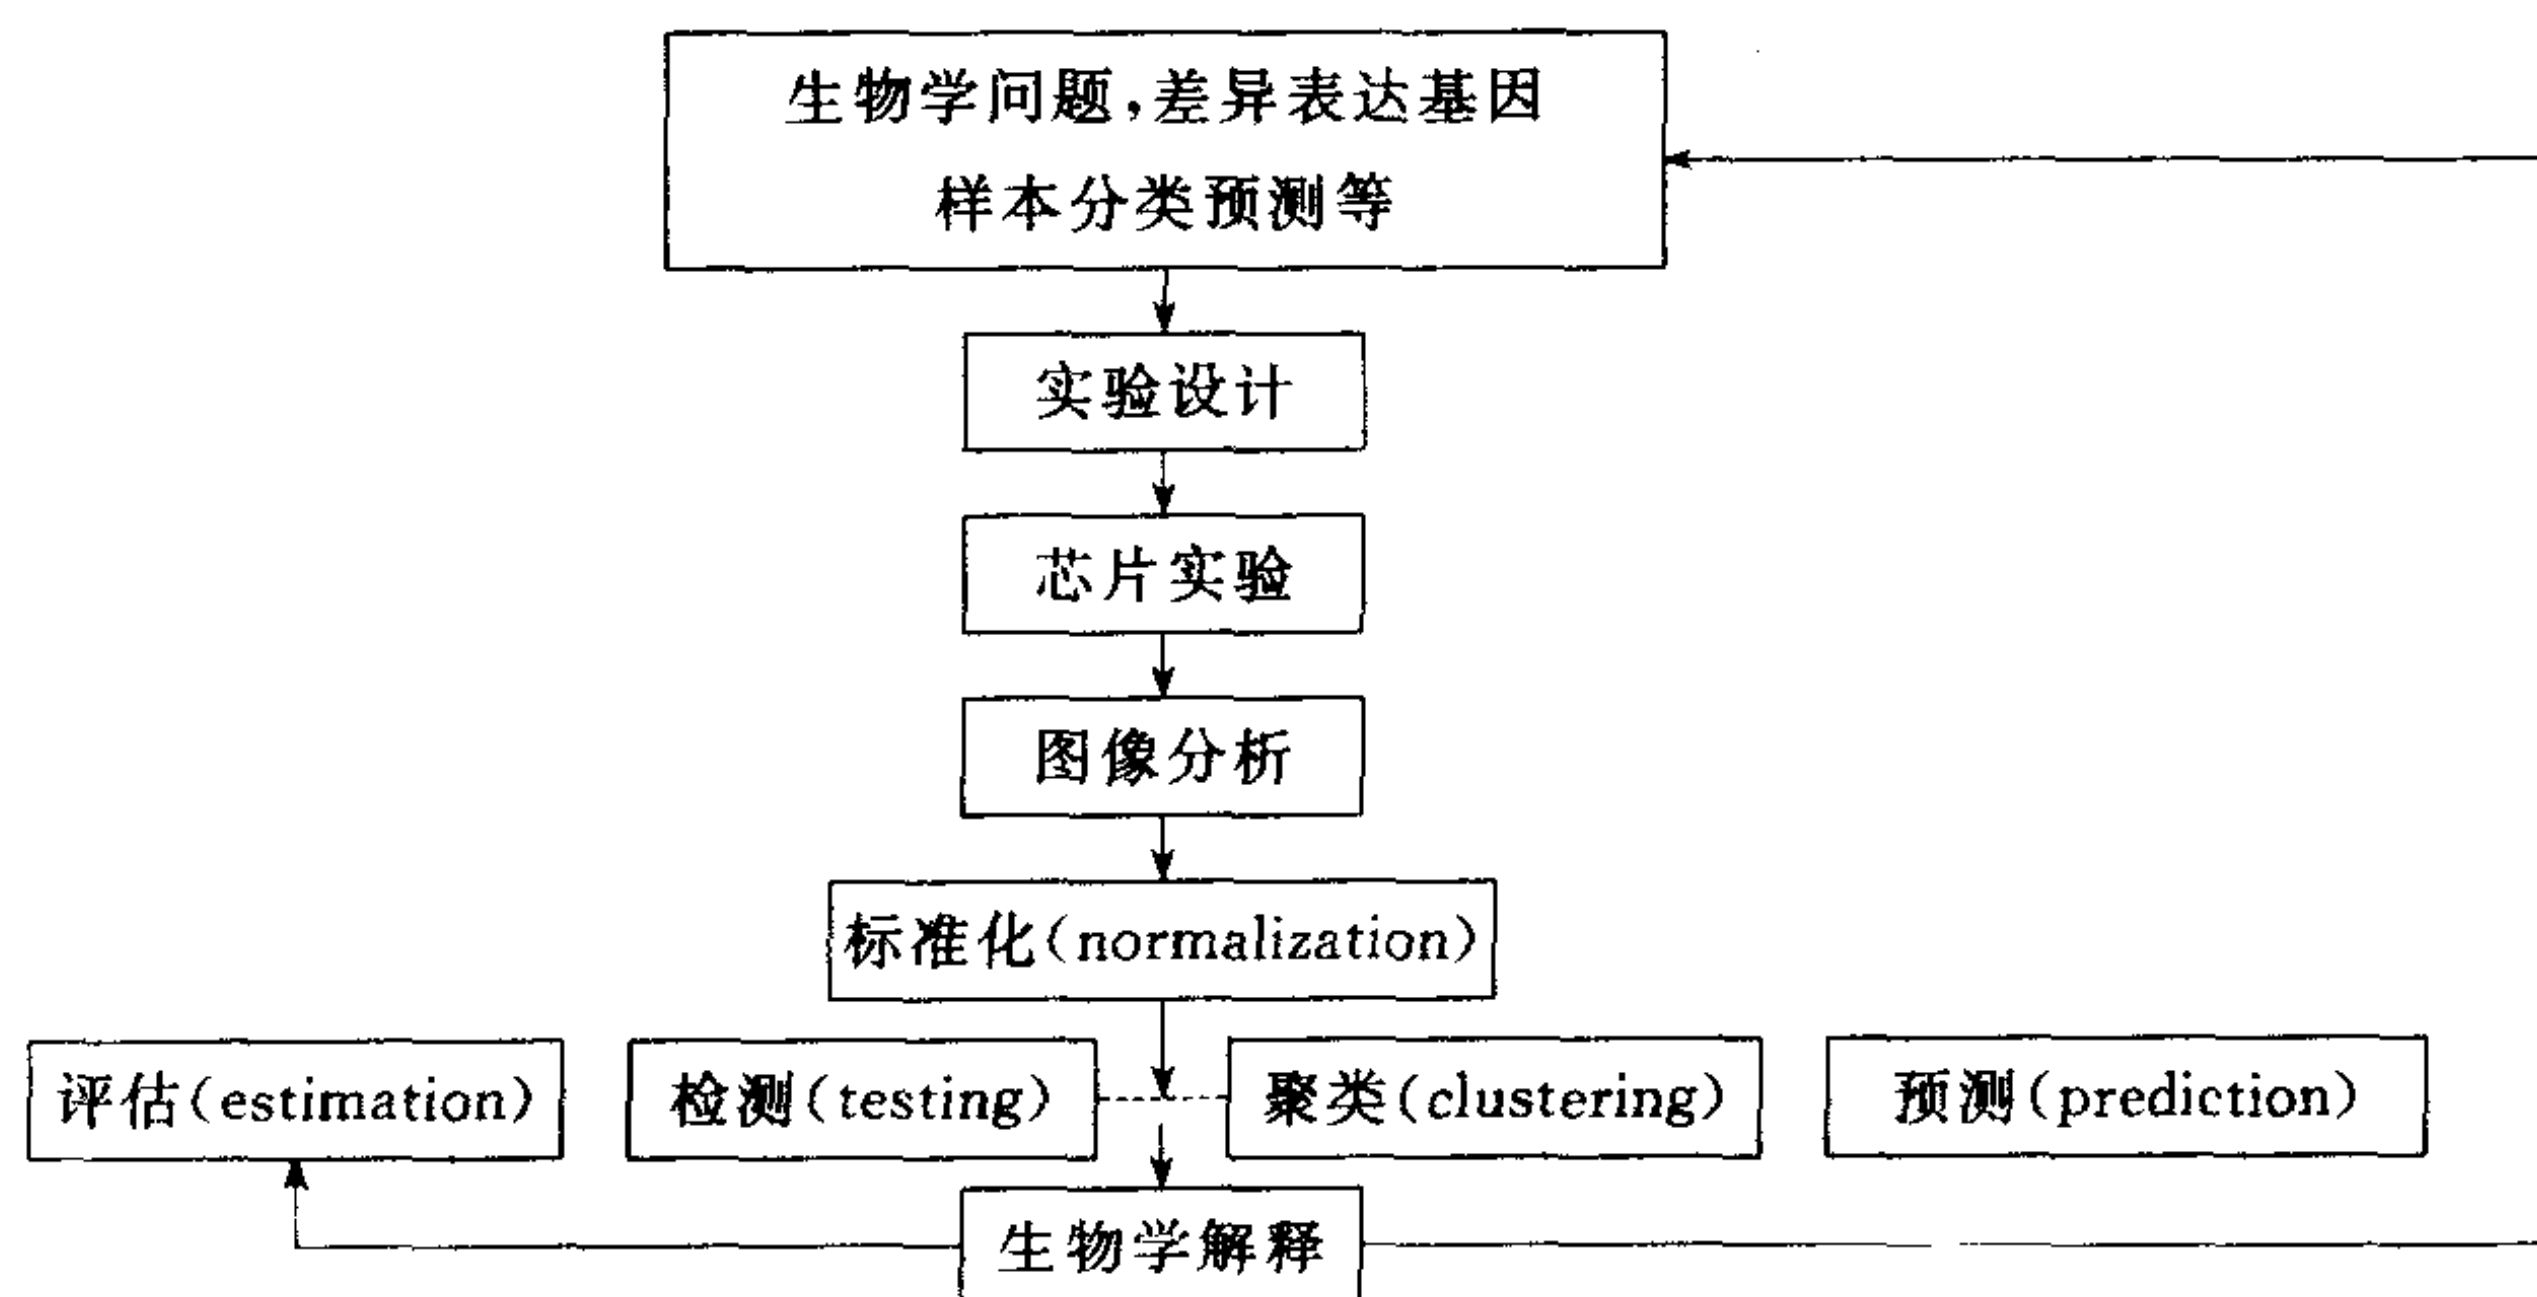 生物学问题,差异表达基因
样本分类预测等
实验设计
芯片实验
图像分析
标准化(normalization)
评估(estimation)
检测(testing)
聚类(clustering)
预测(prediction)
生物学解释